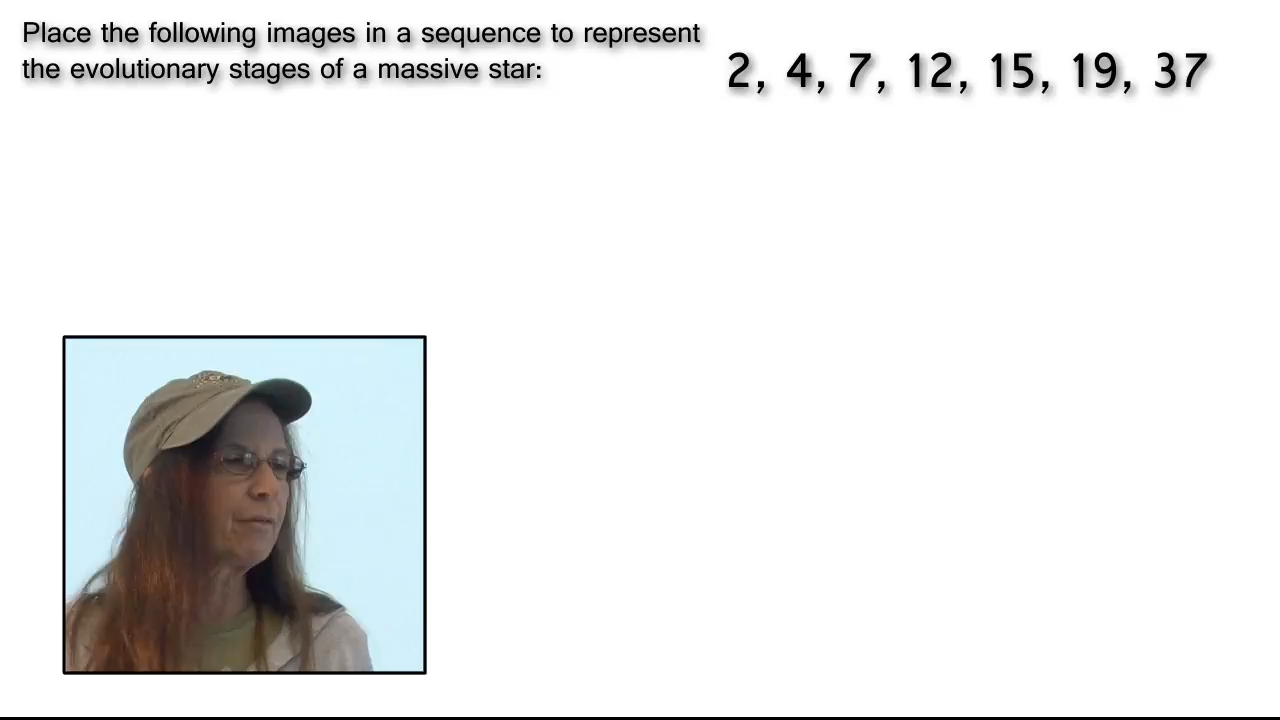 Place the following images in a sequence to represent
the evolutionary stages of a massive star:
2, 4, 7, 12, 15, 19, 37